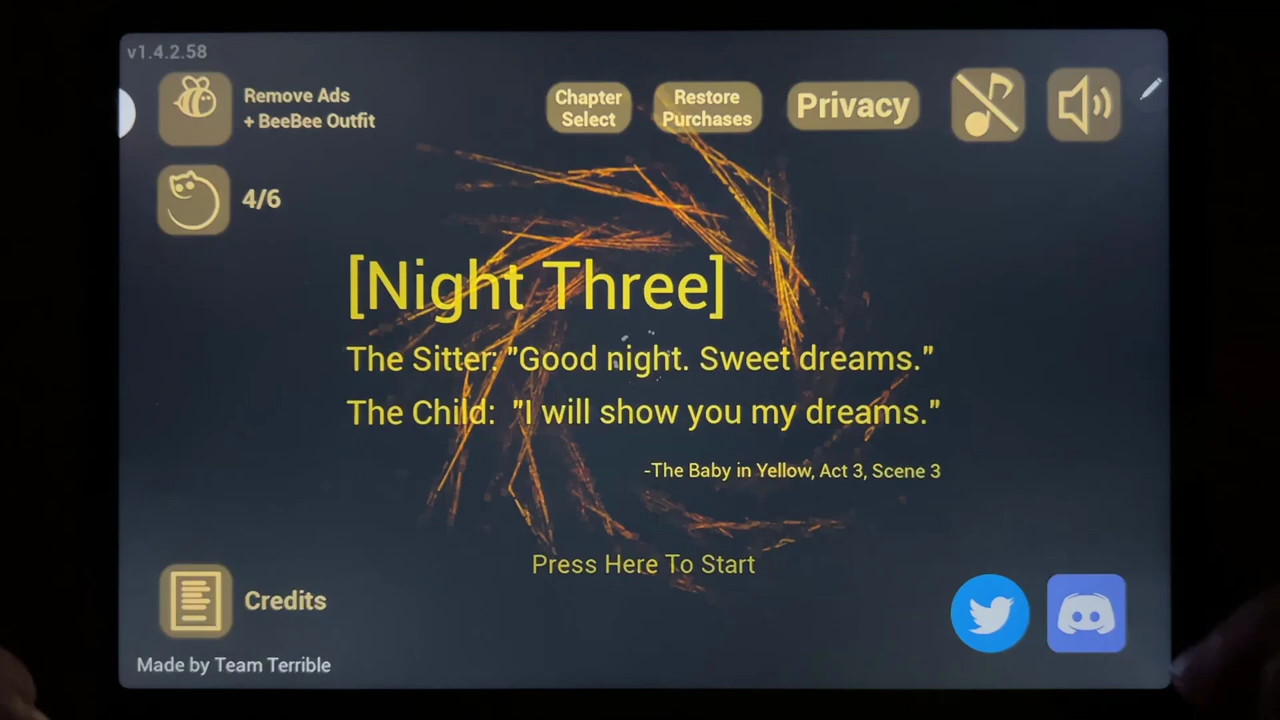 v1.4.2.58
Remove Ads
+ BeeBee Outfit
Chapter
Select
Restore
Purchases
Privacy
4/6
[Night Three]
The Sitter: "Good night. Sweet dreams."
The Child: "I will show you my dreams."
-The Baby in Yellow, Act 3, Scene 3
Press Here To Start
Credits
Made by Team Terrible